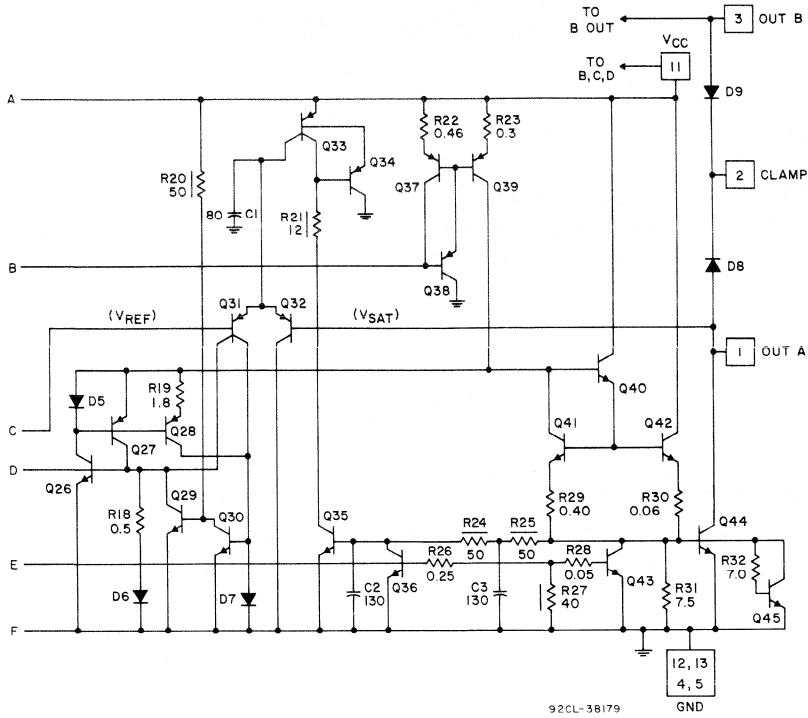 TO
B OUT
3 OUT B
VCC
TO
B,C,D
11
A
D9
R22
0.46
R23
0.3
Q33
Q34
R20
50
2 CLAMP
Q37
Q39
80 C1
R21
12
D8
B
Q38
Q31 Q32
(VREF) (VSAT)
1 OUT A
R19
1.8
Q40
D5
C
Q28
Q41 Q42
Q27
D
Q26
R29
0.40
R30
0.06
Q29
R18
0.5
Q30
Q35
R24
50
R25
50
Q44
E
R26
0.25
R28
0.05
R32
7.0
Q36
Q43
D6
D7
C2
130
C3
130
R27
40
R31
7.5
Q45
F
12, 13
4, 5
GND
92CL-38179